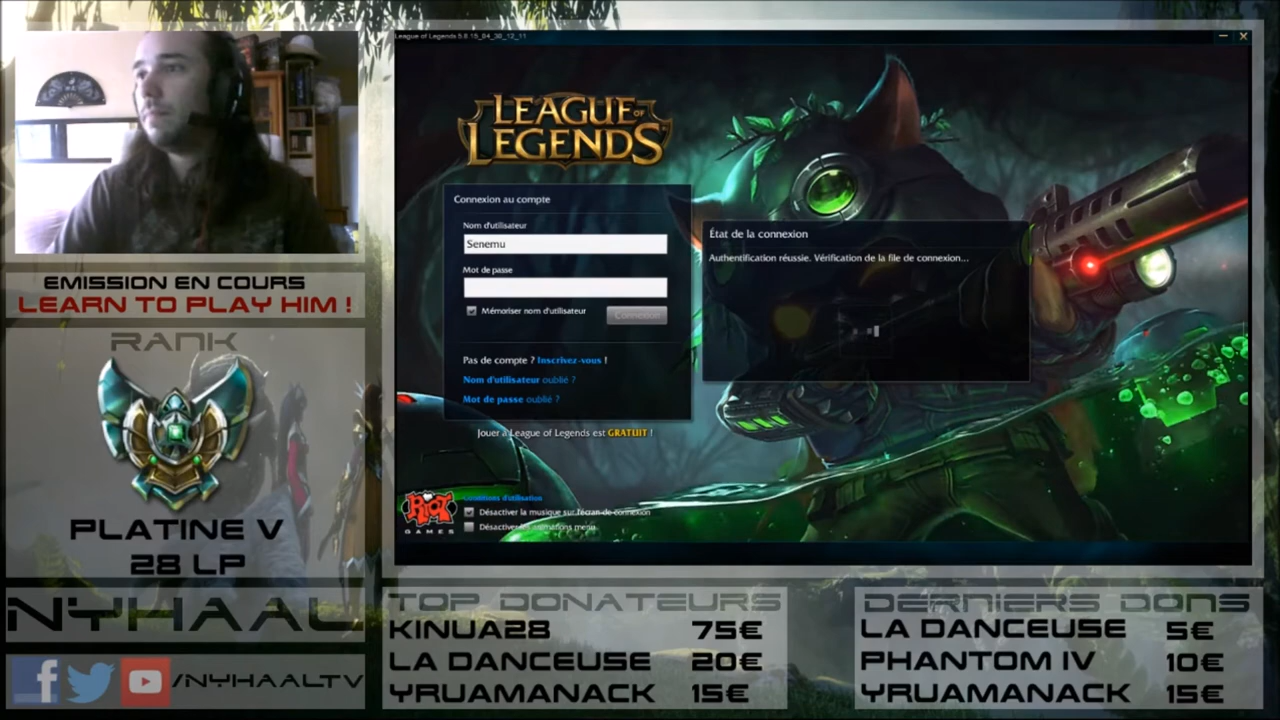 League of Legends 5.8.15_04_30_12_11
LEAGUE OF
LEGENDS
Connexion au compte
Nom d'utilisateur
Senemu
Mot de passe
Mémoriser nom d'utilisateur
Connexion
Pas de compte ? Inscrivez-vous !
Nom d'utilisateur oublié ?
Mot de passe oublié ?
Jouer à League of Legends est GRATUIT !
État de la connexion
Authentification réussie. Vérification de la file de connexion...
RIOT
GAMES
Conditions d'utilisation
Désactiver la musique sur l'écran de connexion
Désactiver les animations menu
EMISSION EN COURS
LEARN TO PLAY HIM !
RANK
PLATINE V
28 LP
NYHAAL
/NYHAALTV
TOP DONATEURS
KINUA28 75€
LA DANCEUSE 20€
YRUAMANACK 15€
DERNIERS DONS
LA DANCEUSE 5€
PHANTOM IV 10€
YRUAMANACK 15€